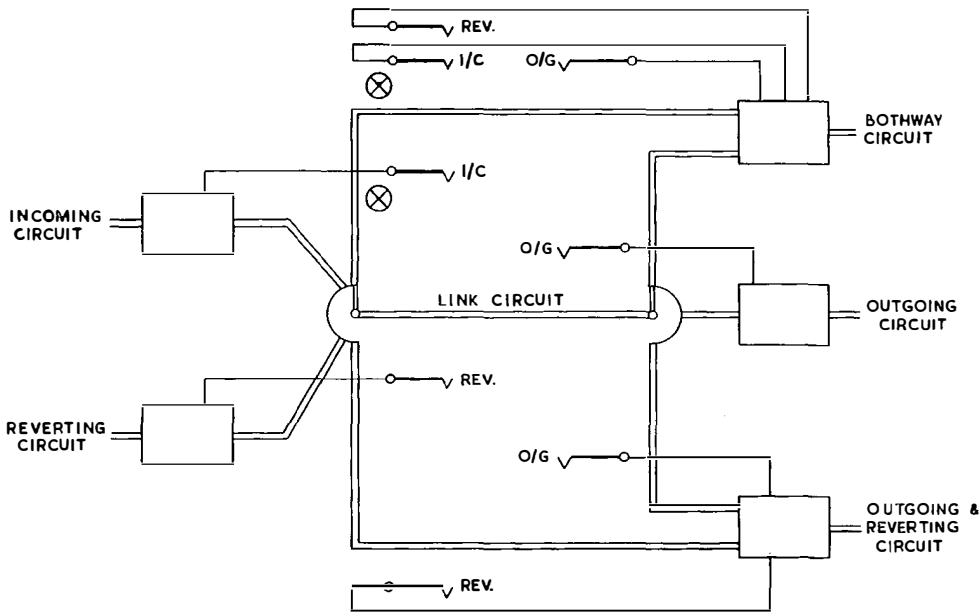 REV.
I/C
O/G
BOTHWAY
CIRCUIT
I/C
INCOMING
CIRCUIT
O/G
LINK CIRCUIT
OUTGOING
CIRCUIT
REV.
REVERTING
CIRCUIT
O/G
OUTGOING &
REVERTING
CIRCUIT
REV.